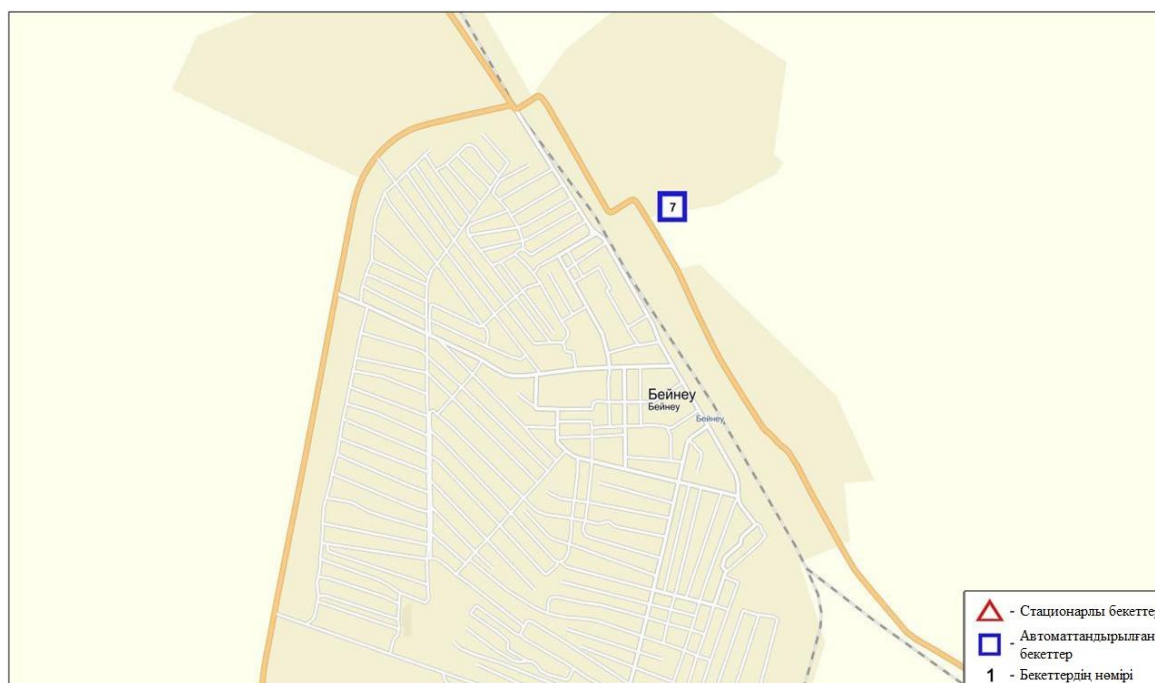 7
Бейнеу
Бейнеу
Бейнеу
- Стационарлы бекеттер
- Автоматтандырылған
бекеттер
1 - Бекеттердің нөмірі